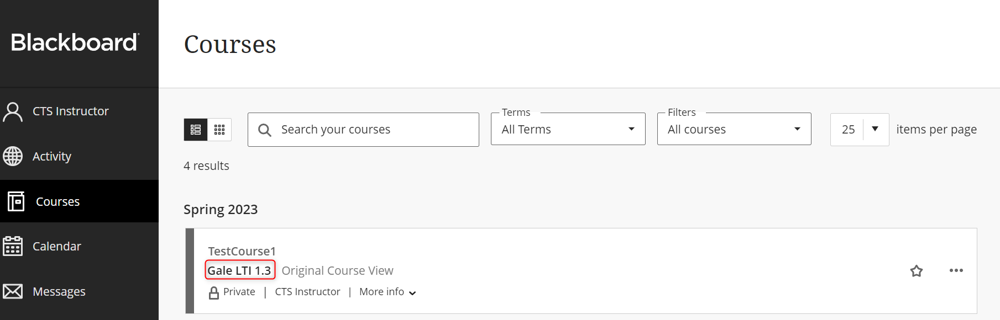 Blackboard
CTS Instructor
Activity
Courses
Calendar
Messages
Courses
Search your courses
Terms
All Terms
Filters
All courses
25
items per page
4 results
Spring 2023
TestCourse1
Gale LTI 1.3 Original Course View
Private | CTS Instructor | More info